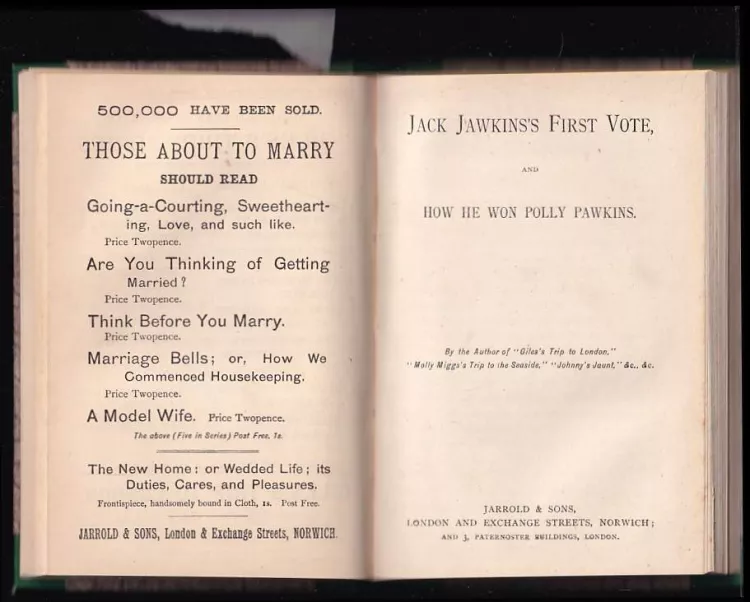 500,000 HAVE BEEN SOLD.
THOSE ABOUT TO MARRY
SHOULD READ
Going-a-Courting, Sweetheart-
ing, Love, and such like.
Price Twopence.
Are You Thinking of Getting
Married?
Price Twopence.
Think Before You Marry.
Price Twopence.
Marriage Bells; or, How We
Commenced Housekeeping.
Price Twopence.
A Model Wife. Price Twopence.
The above (Five in Series) Post Free, 1s.
The New Home: or Wedded Life; its
Duties, Cares, and Pleasures.
Frontispiece, handsomely bound in Cloth, 1s. Post Free.
JARROLD & SONS, London & Exchange Streets, NORWICH.
JACK JAWKINS'S FIRST VOTE,
AND
HOW HE WON POLLY PAWKINS.
By the Author of "Giles's Trip to London,"
"Molly Miggs's Trip to the Seaside," "Johnny's Jaunt," &c., &c.
JARROLD & SONS,
LONDON AND EXCHANGE STREETS, NORWICH;
AND 3, PATERNOSTER BUILDINGS, LONDON.